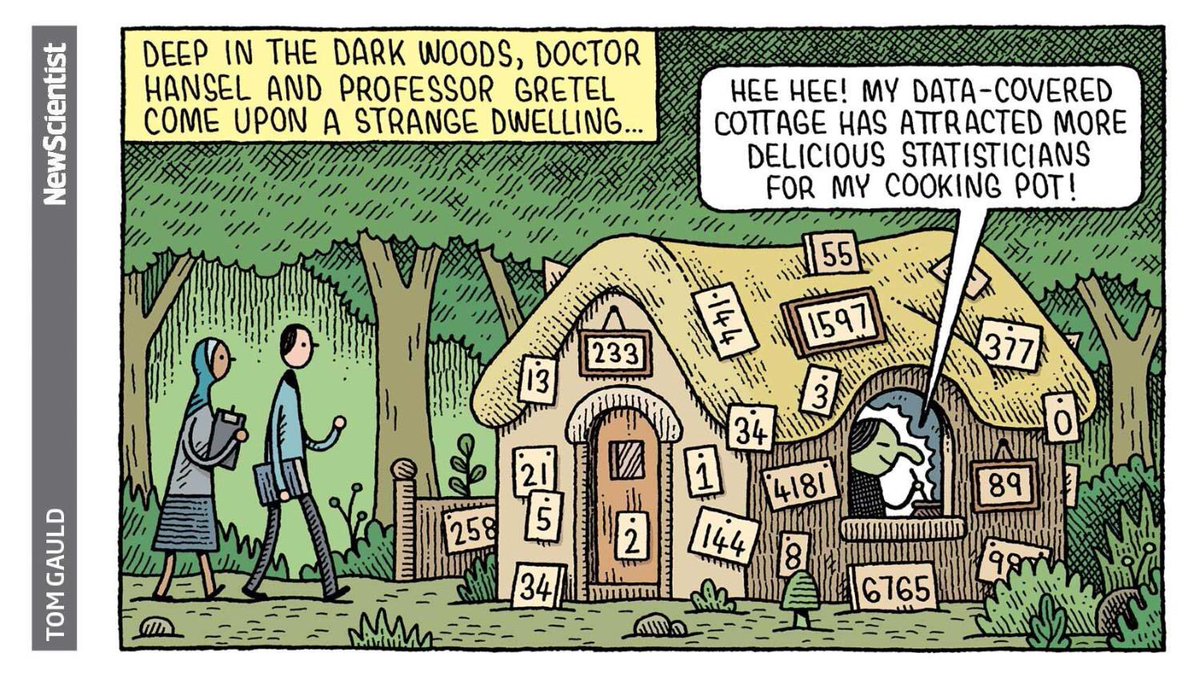 NewScientist
TOM GAULD
DEEP IN THE DARK WOODS, DOCTOR
HANSEL AND PROFESSOR GRETEL
COME UPON A STRANGE DWELLING...
HEE HEE! MY DATA-COVERED
COTTAGE HAS ATTRACTED MORE
DELICIOUS STATISTICIANS
FOR MY COOKING POT!
55
144
1597
377
233
13
3
34
0
21
1
4181
89
5
258
2
144
8
34
6765